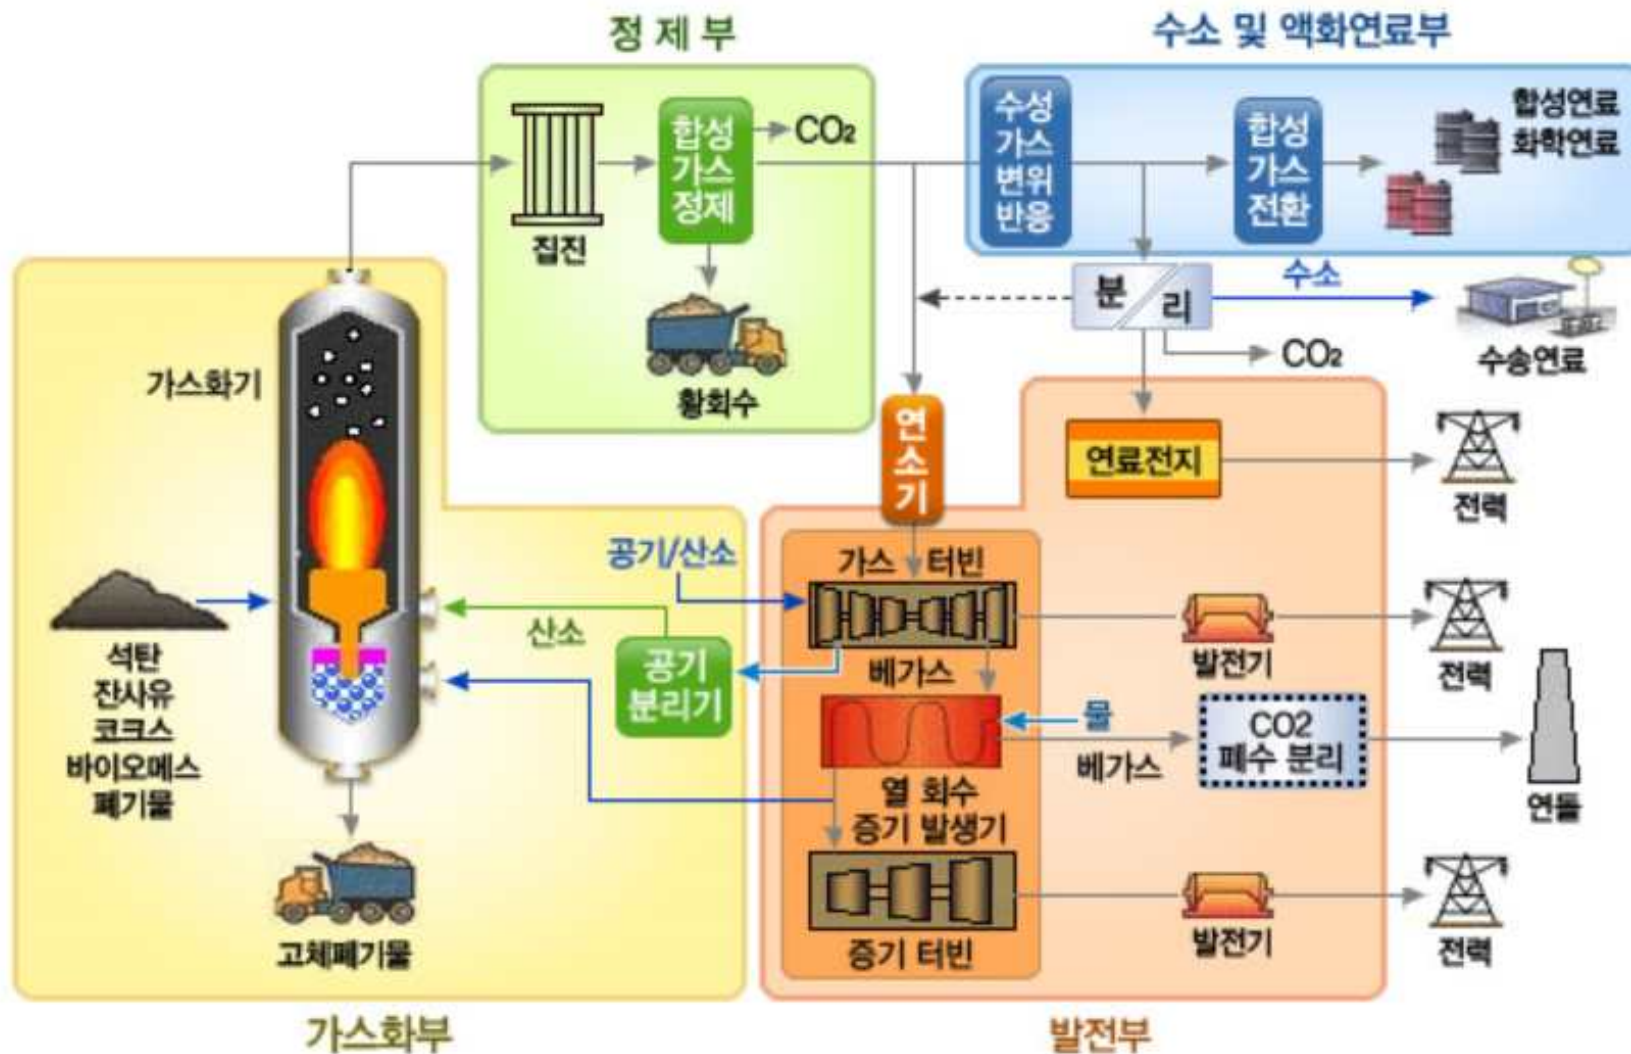 정 제 부
수소 및 액화연료부
합성
가스
정제
CO₂
집진
황회수
수성
가스
변위
반응
합성
가스
전환
합성연료
화학연료
분리
수소
수송연료
CO₂
가스화기
연
소
기
연료전지
전력
공기/산소
가스 터빈
산소
공기
분리기
베가스
발전기
전력
석탄
잔사유
코크스
바이오메스
폐기물
물
베가스
CO2
폐수 분리
연돌
열 회수
증기 발생기
고체폐기물
증기 터빈
발전기
전력
가스화부
발전부